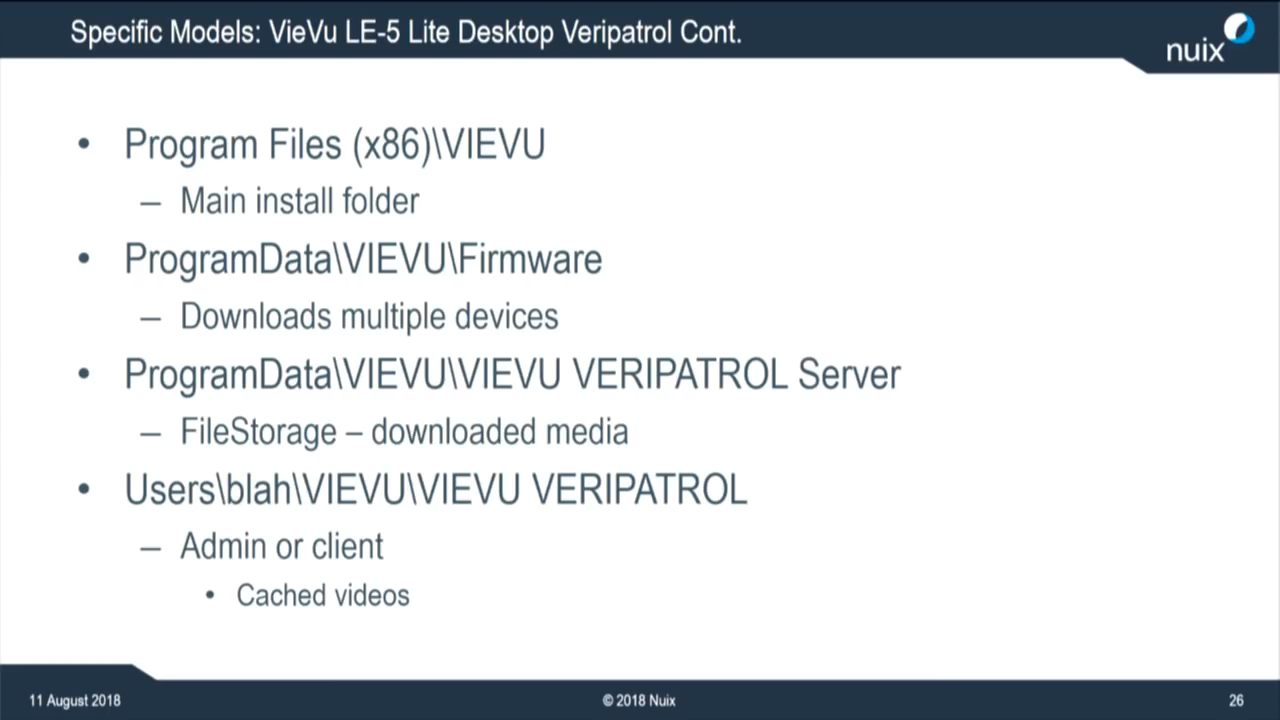 Specific Models: VieVu LE-5 Lite Desktop Veripatrol Cont.
nuix
• Program Files (x86)\VIEVU
– Main install folder
• ProgramData\VIEVU\Firmware
– Downloads multiple devices
• ProgramData\VIEVU\VIEVU VERIPATROL Server
– FileStorage – downloaded media
• Users\blah\VIEVU\VIEVU VERIPATROL
– Admin or client
• Cached videos
11 August 2018
© 2018 Nuix
26